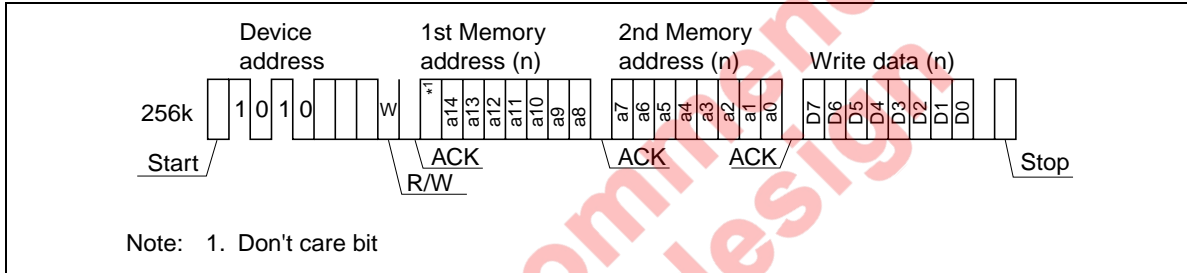 Device address
1st Memory address (n)
2nd Memory address (n)
Write data (n)
256k
1 0 1 0
W
*1
a14 a13 a12 a11 a10 a9 a8
a7 a6 a5 a4 a3 a2 a1 a0
D7 D6 D5 D4 D3 D2 D1 D0
Start
ACK
R/W
ACK
ACK
Stop
Note: 1. Don't care bit